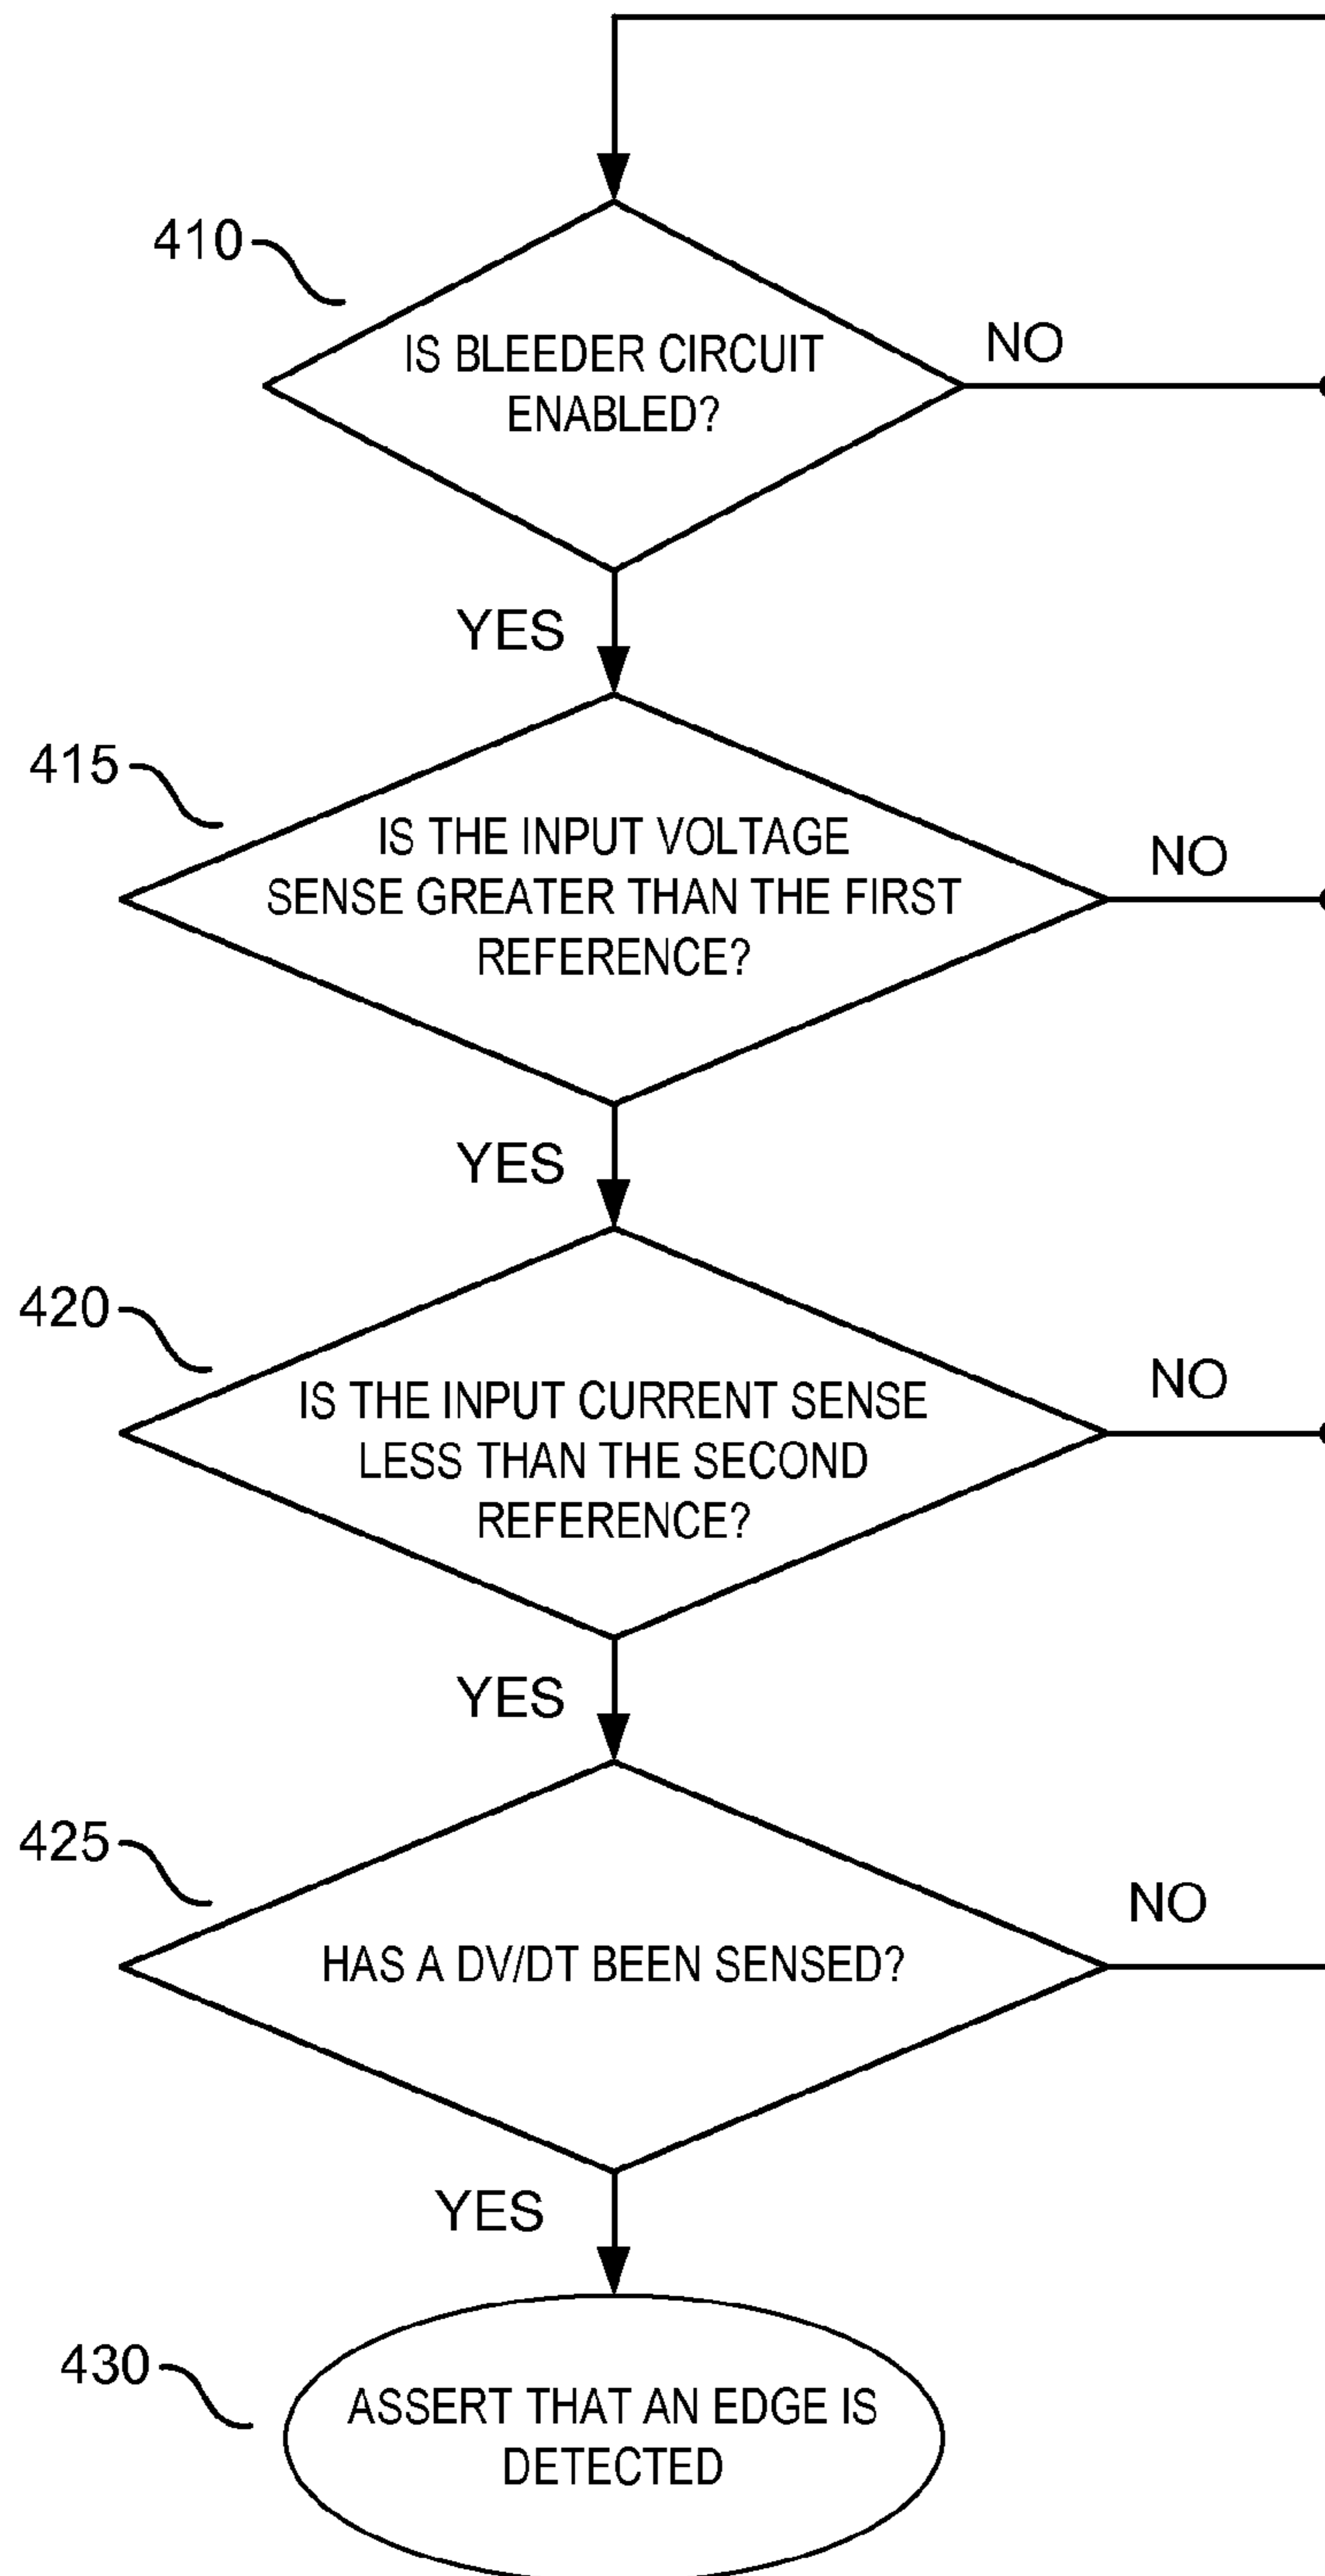 410
IS BLEEDER CIRCUIT
ENABLED?
NO
YES
415
IS THE INPUT VOLTAGE
SENSE GREATER THAN THE FIRST
REFERENCE?
NO
YES
420
IS THE INPUT CURRENT SENSE
LESS THAN THE SECOND
REFERENCE?
NO
YES
425
HAS A DV/DT BEEN SENSED?
NO
YES
430
ASSERT THAT AN EDGE IS
DETECTED